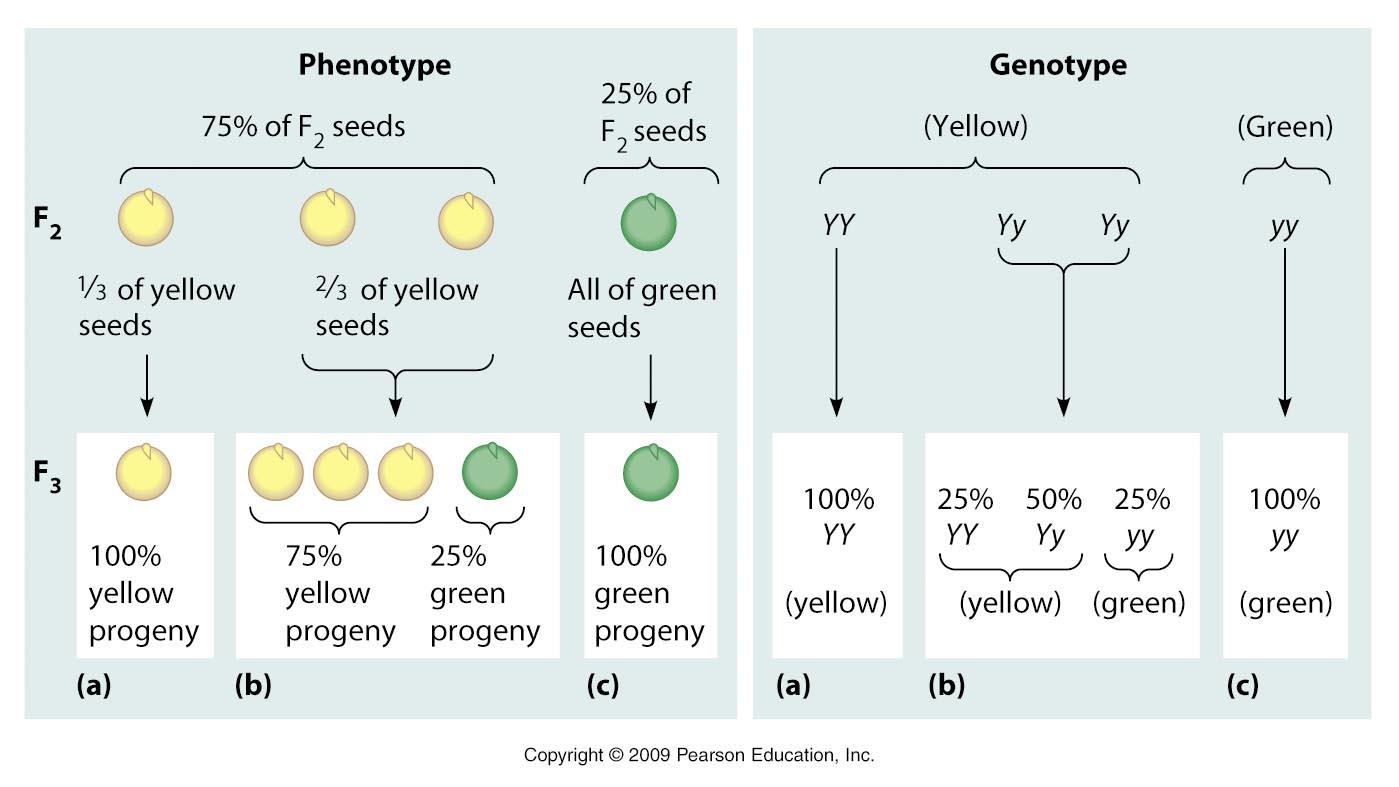 Phenotype
75% of F2 seeds
25% of
F2 seeds
F2
1/3 of yellow
seeds
2/3 of yellow
seeds
All of green
seeds
F3
100%
yellow
progeny
75%
yellow
progeny
25%
green
progeny
100%
green
progeny
(a)
(b)
(c)
Genotype
(Yellow)
(Green)
YY
Yy
Yy
yy
100%
YY
(yellow)
25%
YY
50%
Yy
(yellow)
25%
yy
(green)
100%
yy
(green)
(a)
(b)
(c)
Copyright © 2009 Pearson Education, Inc.